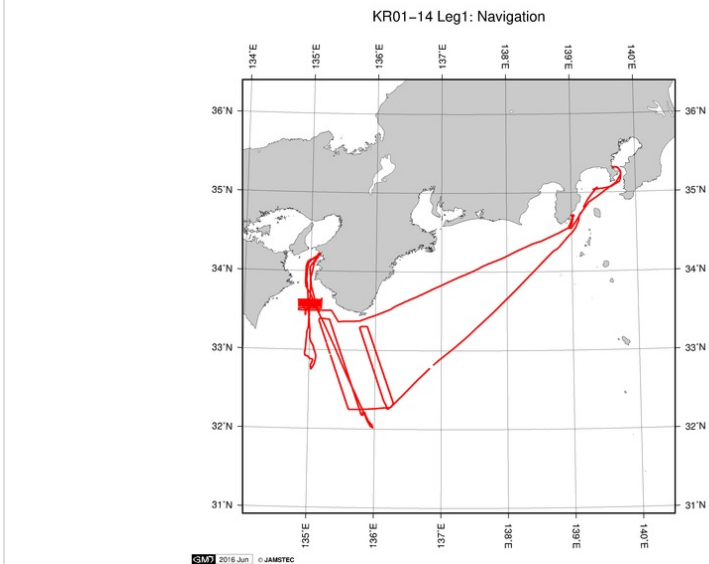 KR01−14 Leg1: Navigation
134°E 135°E 136°E 137°E 138°E 139°E 140°E
36°N 36°N
35°N 35°N
34°N 34°N
33°N 33°N
32°N 32°N
31°N 31°N
135°E 136°E 137°E 138°E 139°E 140°E
GMT 2016 Jun © JAMSTEC